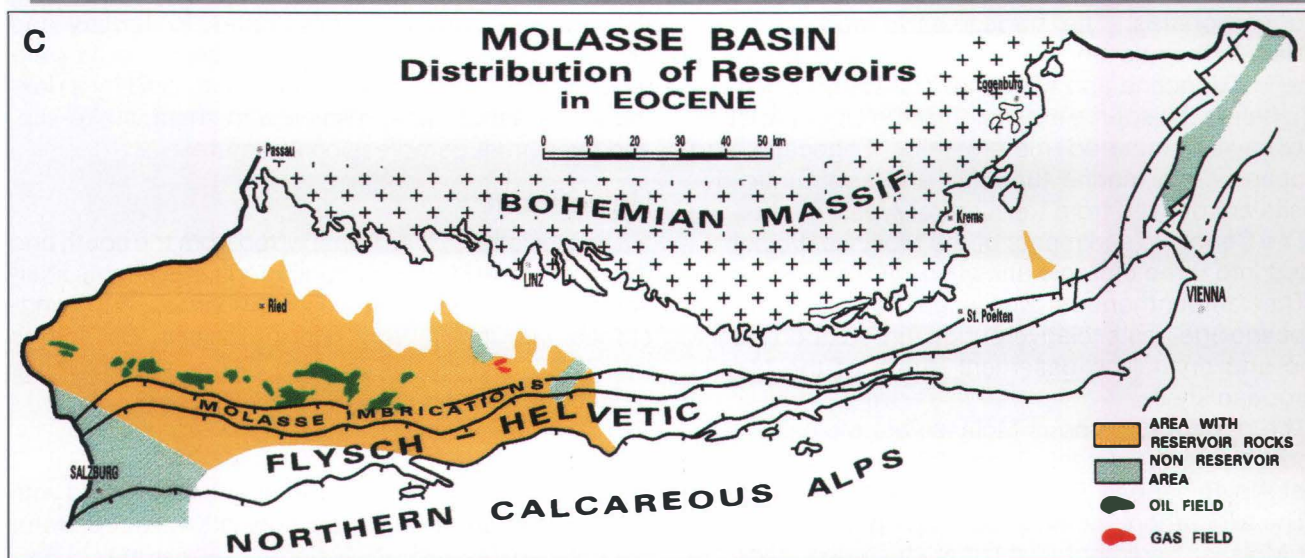 C
MOLASSE BASIN
Distribution of Reservoirs
in EOCENE
0 10 20 30 40 50 km
Eggenburg
Passau
BOHEMIAN MASSIF
Krems
LINZ
Ried
VIENNA
St. Poelten
MOLASSE IMBRICATIONS
FLYSCH - HELVETIC
SALZBURG
NORTHERN CALCAREOUS ALPS
AREA WITH
RESERVOIR ROCKS
NON RESERVOIR
AREA
OIL FIELD
GAS FIELD